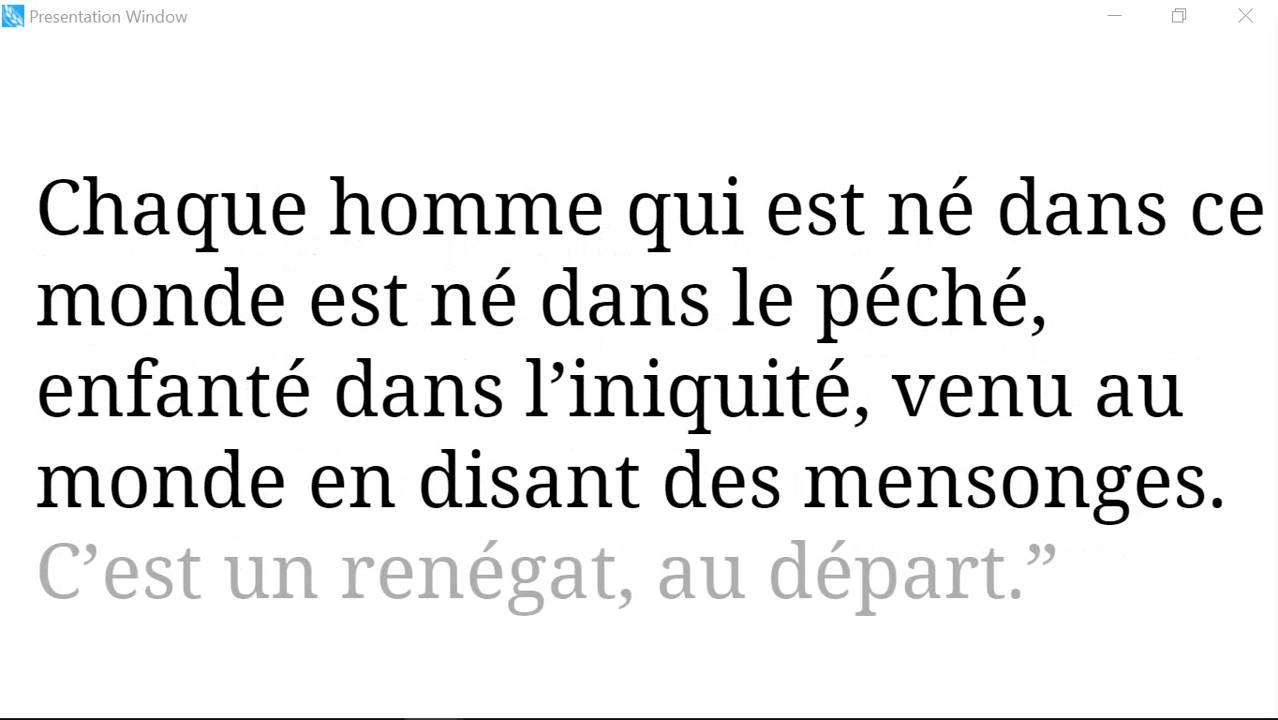 Presentation Window
Chaque homme qui est né dans ce
monde est né dans le péché,
enfanté dans l’iniquité, venu au
monde en disant des mensonges.
C’est un renégat, au départ.”